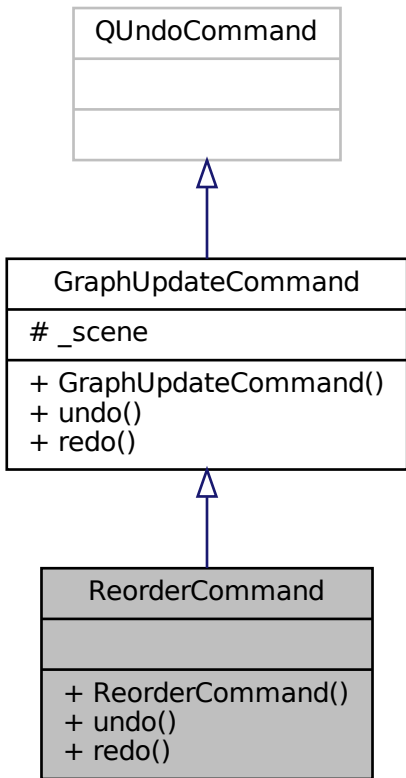 QUndoCommand
GraphUpdateCommand
# _scene
+ GraphUpdateCommand()
+ undo()
+ redo()
ReorderCommand
+ ReorderCommand()
+ undo()
+ redo()